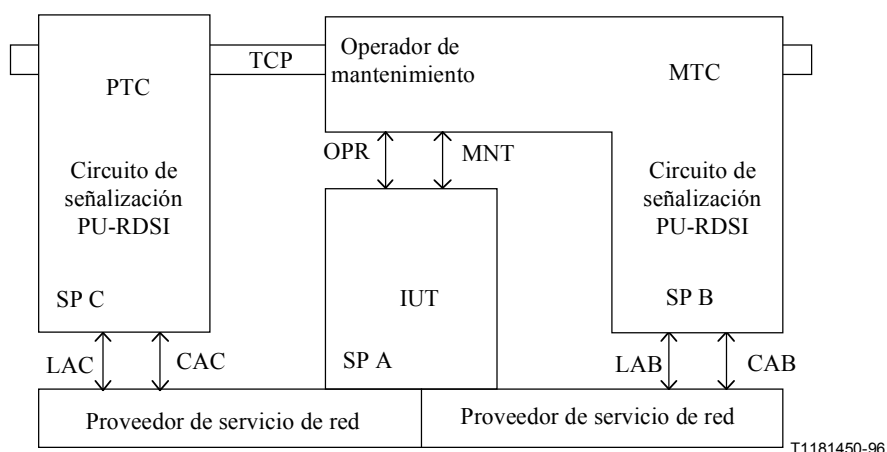 PTC
TCP
Operador de
mantenimiento
MTC
OPR
MNT
Circuito de
señalización
PU-RDSI
Circuito de
señalización
PU-RDSI
SP C
IUT
SP B
LAC
CAC
SP A
LAB
CAB
Proveedor de servicio de red
Proveedor de servicio de red
T1181450-96